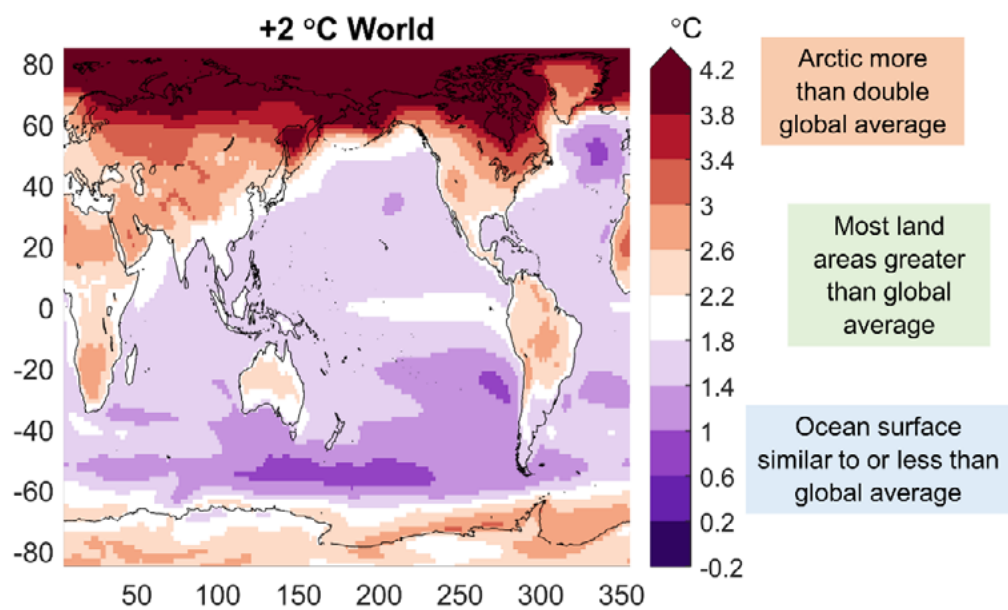 +2 °C World
°C
80
60
40
20
0
-20
-40
-60
-80
50
100
150
200
250
300
350
4.2
3.8
3.4
3
2.6
2.2
1.8
1.4
1
0.6
0.2
-0.2
Arctic more
than double
global average
Most land
areas greater
than global
average
Ocean surface
similar to or less than
global average